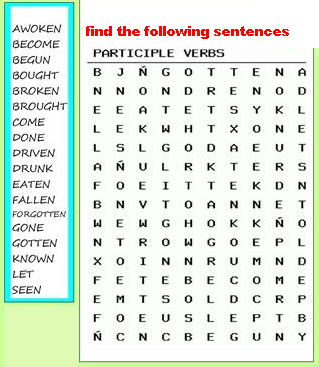 find the following sentences
AWOKEN
BECOME
BEGUN
BOUGHT
BROKEN
BROUGHT
COME
DONE
DRIVEN
DRUNK
EATEN
FALLEN
FORGOTTEN
GONE
GOTTEN
KNOWN
LET
SEEN
PARTICIPLE VERBS
B J Ñ G O T T E N A
N N O N D R E N O D
E E A T E T S Y K L
L E K W H T X O N E
L S L G O D A E U T
A Ñ U L R K T E R S
F O E I T T E K D N
B N V T O A N N E T
W E W G H O K K Ñ O
N T R O W G O E P L
X O I N N R U M N D
F E T E B E C O M E
E M T S O L D C R P
F O E U S L E P T B
Ñ C N C B E G U N Y